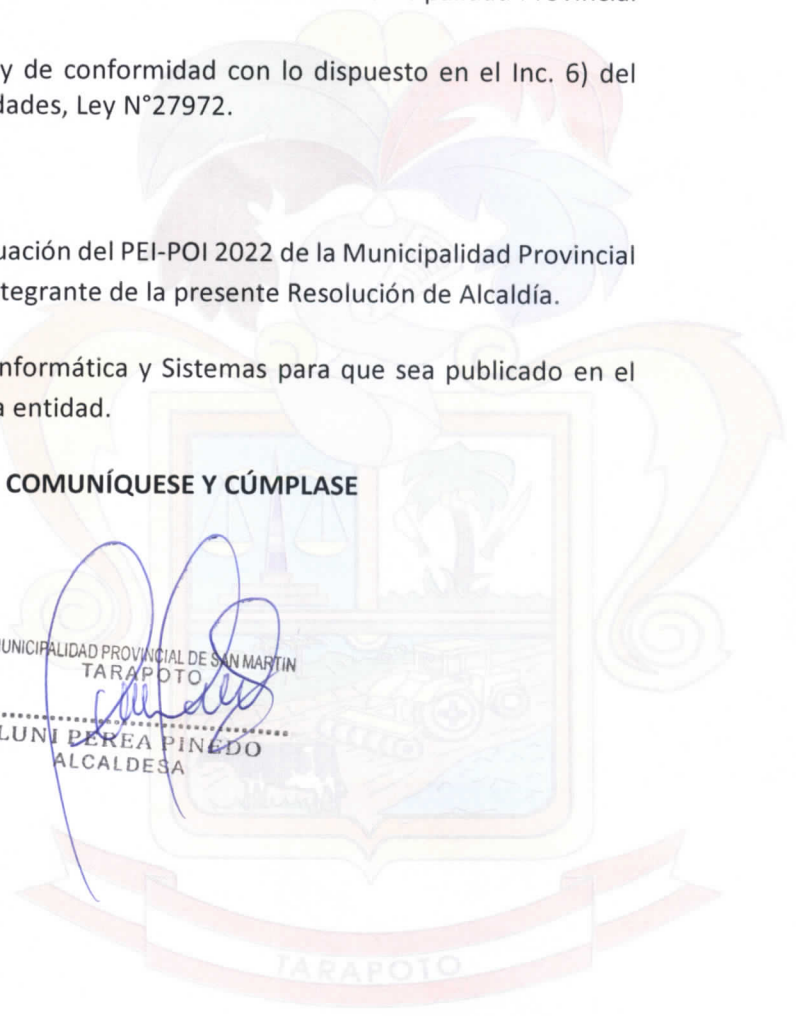 y de conformidad con lo dispuesto en el Inc. 6) del
dades, Ley N°27972.
uación del PEI-POI 2022 de la Municipalidad Provincial
ntegrante de la presente Resolución de Alcaldía.
nformática y Sistemas para que sea publicado en el
a entidad.
COMUNÍQUESE Y CÚMPLASE
UNICIPALIDAD PROVINCIAL DE SAN MARTIN
TARAPOTO
LUNI PEREA PINEDO
ALCALDESA
TARAPOTO